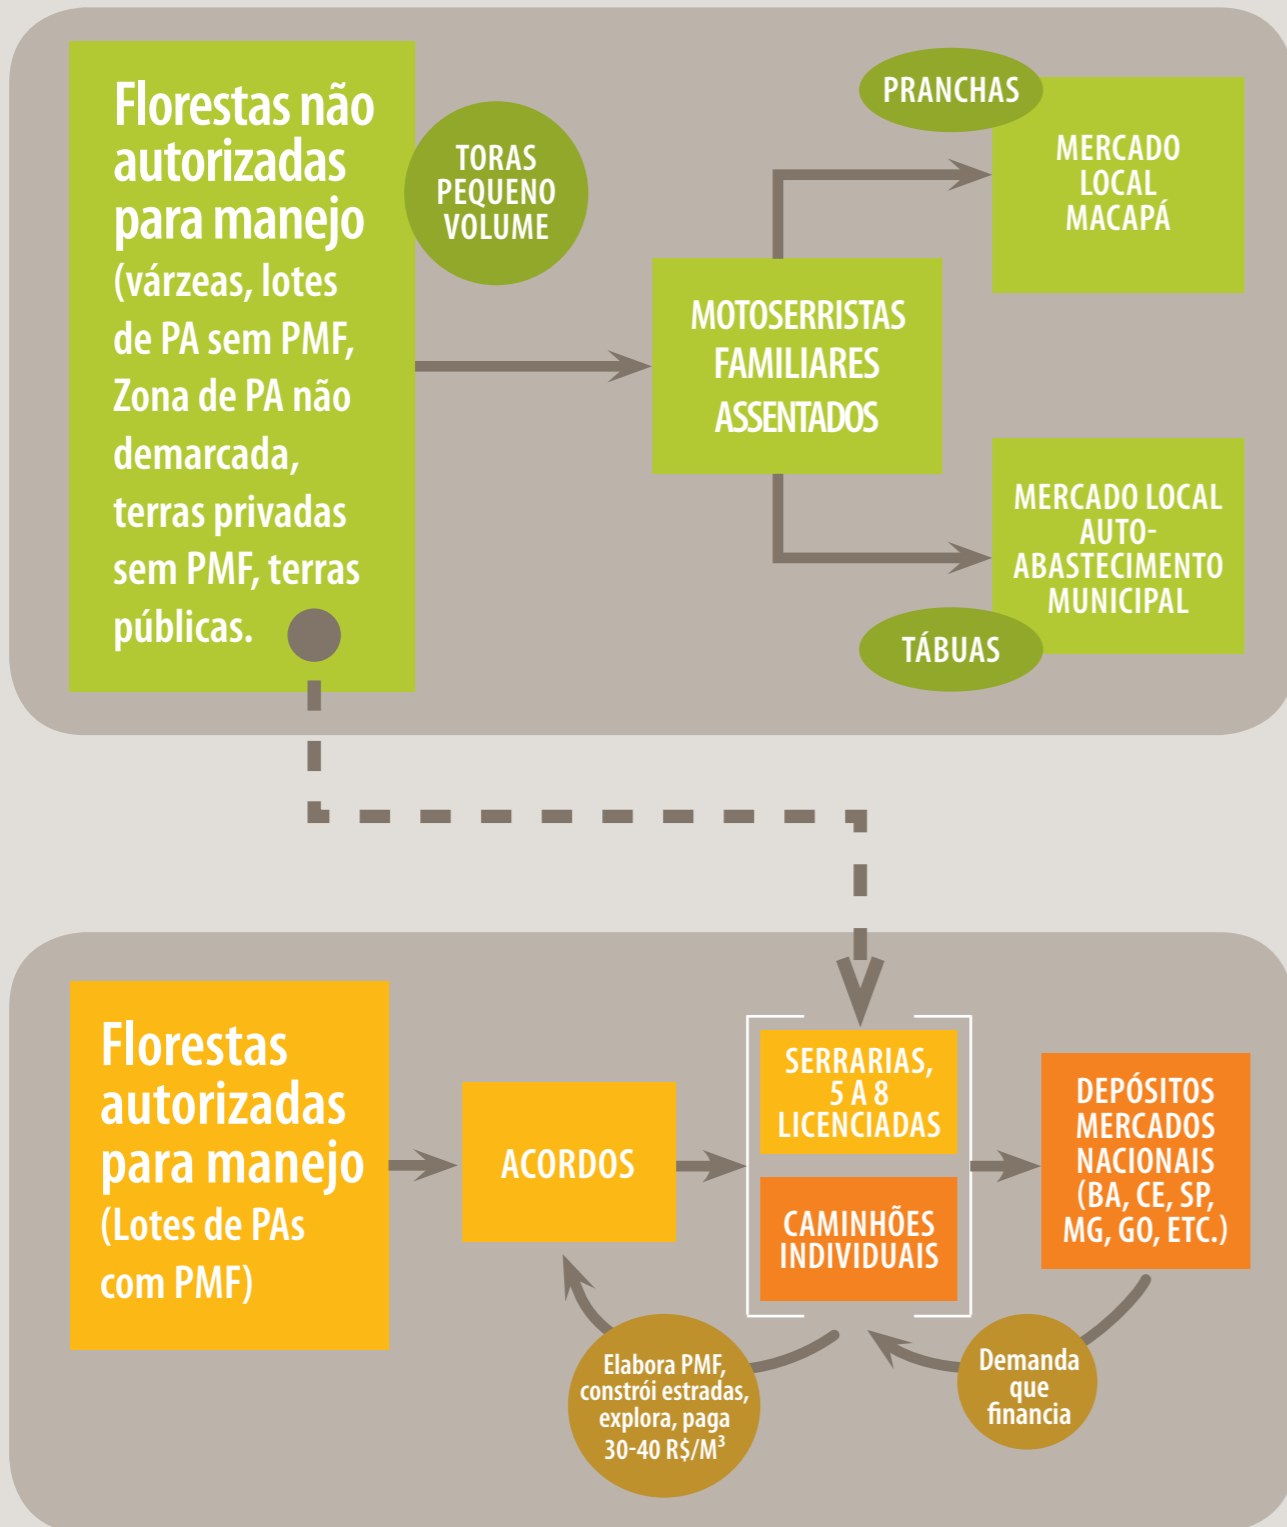 Florestas não
autorizadas
para manejo
(várzeas, lotes
de PA sem PMF,
Zona de PA não
demarcada,
terras privadas
sem PMF, terras
públicas.
TORAS
PEQUENO
VOLUME
MOTOSERRISTAS
FAMILIARES
ASSENTADOS
PRANCHAS
MERCADO
LOCAL
MACAPÁ
MERCADO LOCAL
AUTO-
ABASTECIMENTO
MUNICIPAL
TÁBUAS
Florestas
autorizadas
para manejo
(Lotes de PAs
com PMF)
ACORDOS
SERRARIAS,
5 A 8
LICENCIADAS
CAMINHÕES
INDIVIDUAIS
DEPÓSITOS
MERCADOS
NACIONAIS
(BA, CE, SP,
MG, GO, ETC.)
Elabora PMF,
constrói estradas,
explora, paga
30-40 R$/M³
Demanda
que
financia